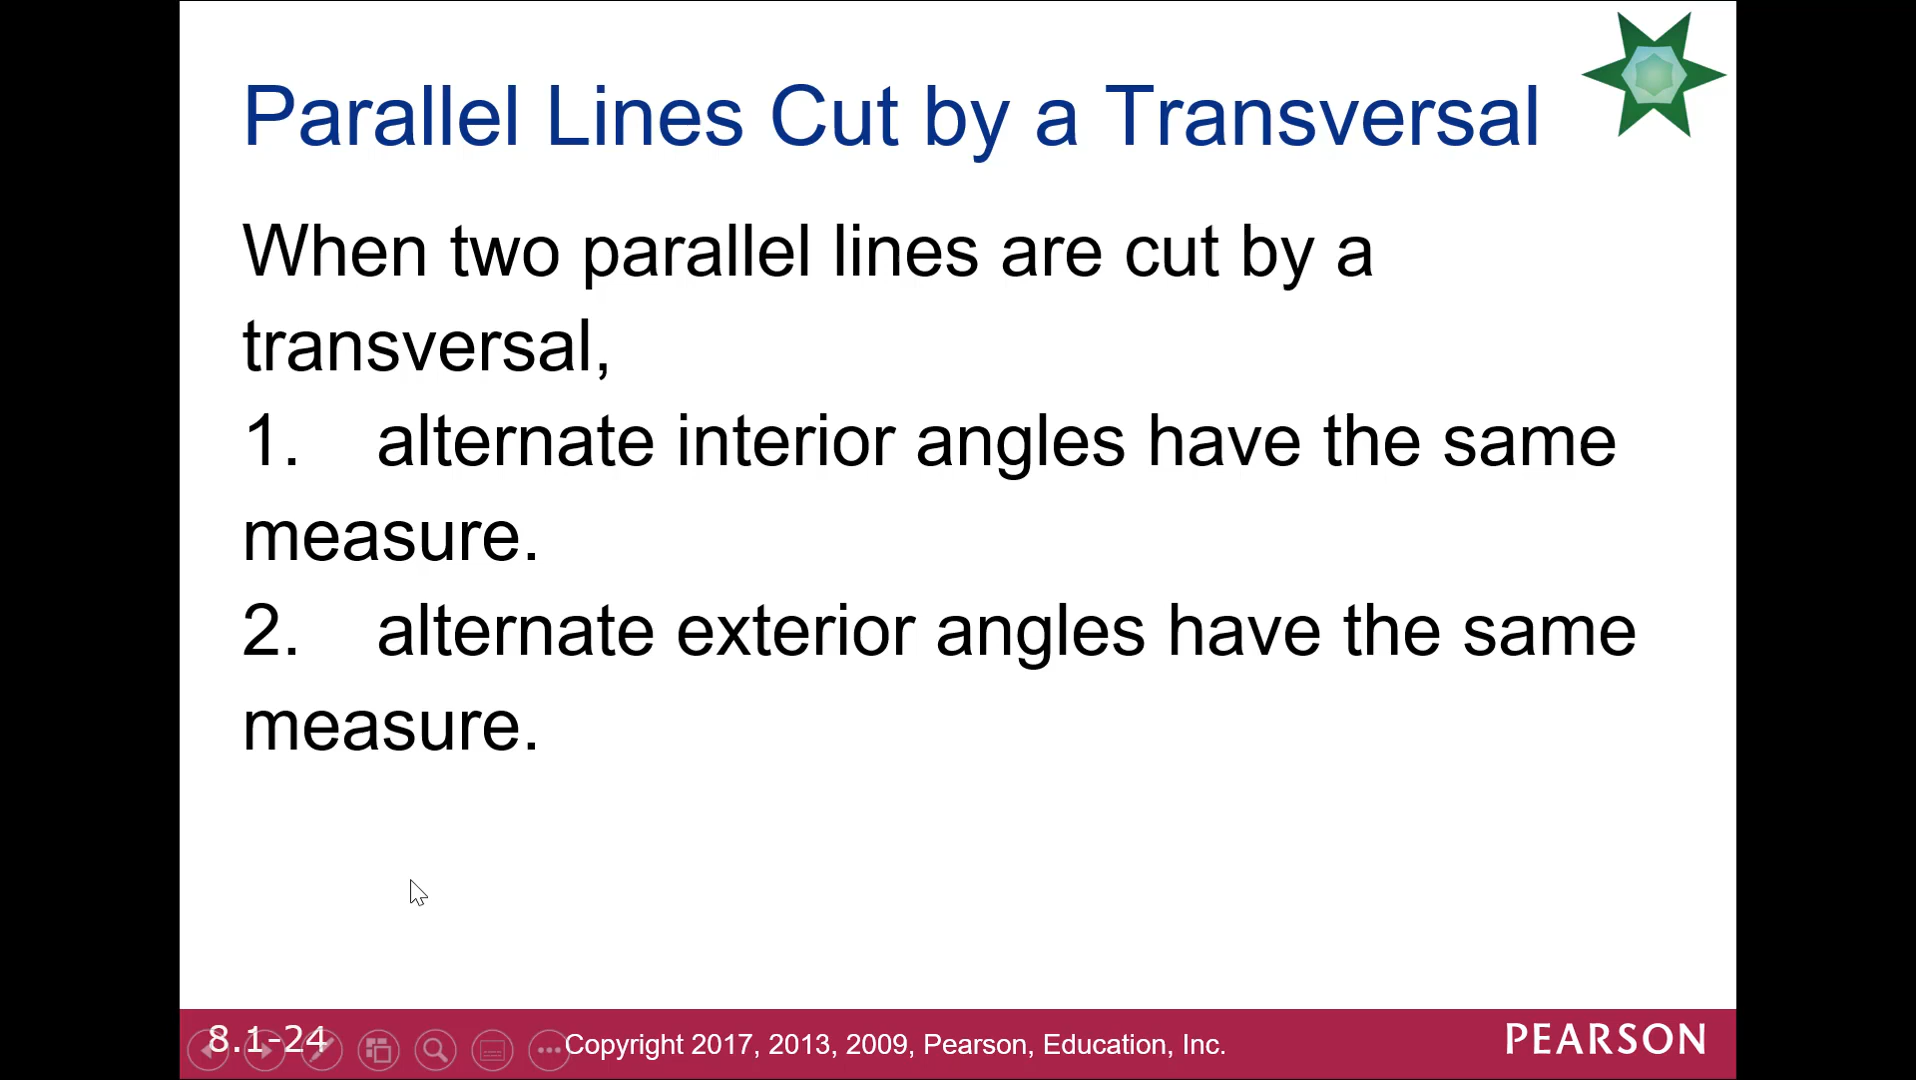 Parallel Lines Cut by a Transversal
When two parallel lines are cut by a
transversal,
1. alternate interior angles have the same
measure.
2. alternate exterior angles have the same
measure.
8.1-24
Copyright 2017, 2013, 2009, Pearson, Education, Inc.
PEARSON